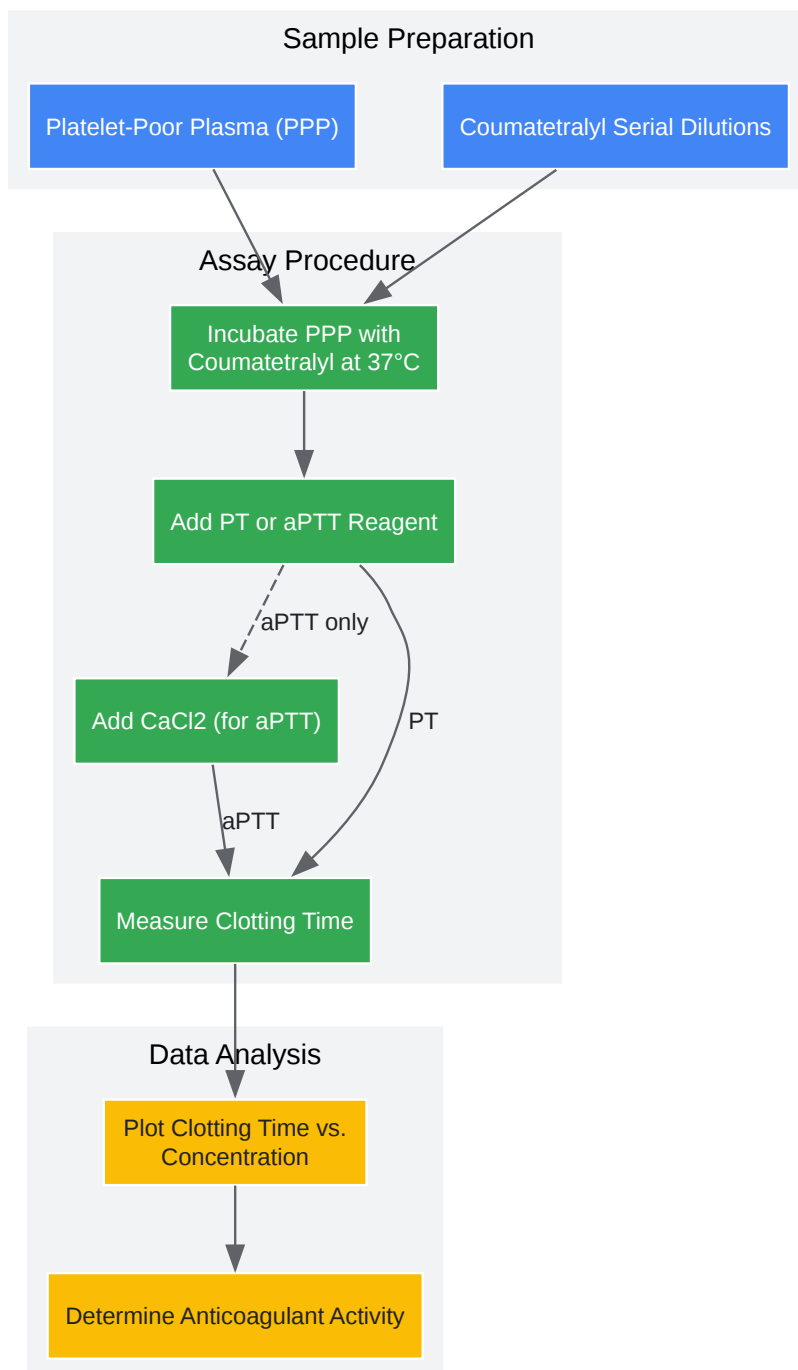 Sample Preparation
Platelet-Poor Plasma (PPP)
Coumatetralyl Serial Dilutions
Assay Procedure
Incubate PPP with
Coumatetralyl at 37°C
Add PT or aPTT Reagent
aPTT only
Add CaCl2 (for aPTT)
PT
aPTT
Measure Clotting Time
Data Analysis
Plot Clotting Time vs.
Concentration
Determine Anticoagulant Activity